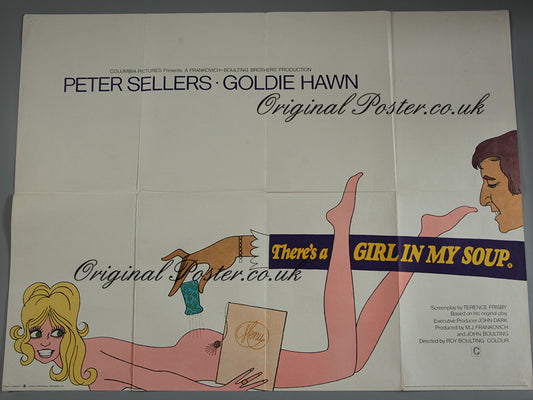 COLUMBIA PICTURES Presents A FRANKOVICH-BOULTING BROTHERS' PRODUCTION
PETER SELLERS · GOLDIE HAWN
Original Poster.co.uk
There's a GIRL IN MY SOUP.
Original Poster.co.uk
Menu
Screenplay by TERENCE FRISBY
Based on his original play
Executive Producer JOHN DARK
Produced by M.J. FRANKOVICH
and JOHN BOULTING
Directed by ROY BOULTING COLOUR
C